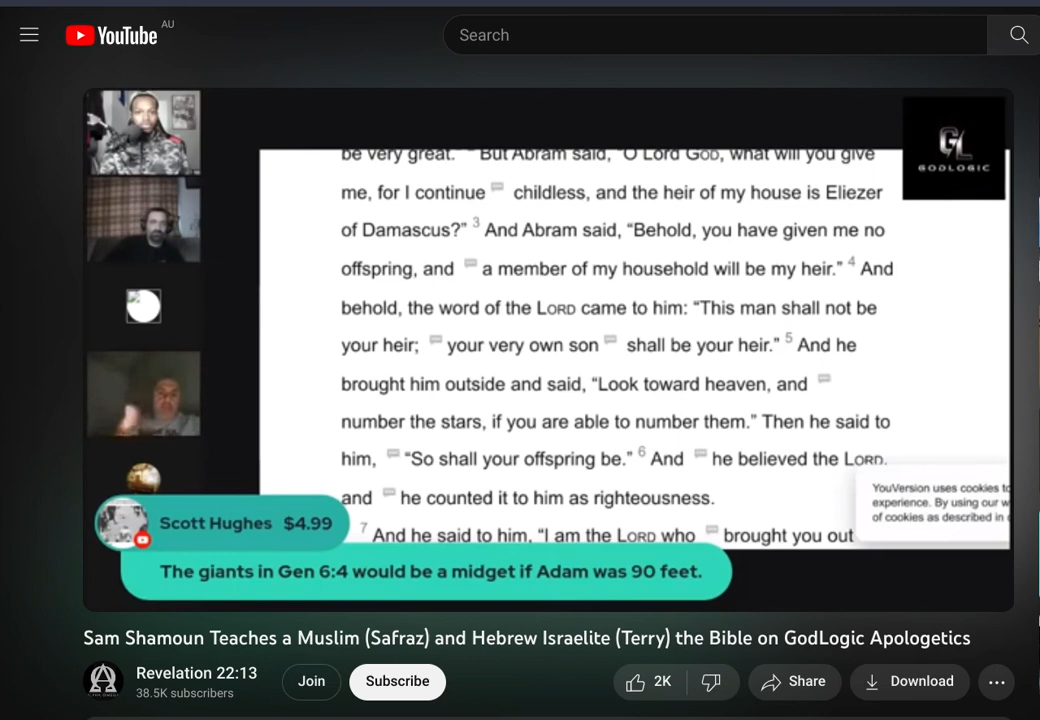 YouTube AU
Search
GL
GODLOGIC
be very great." But Abram said, "O Lord GOD, what will you give
me, for I continue childless, and the heir of my house is Eliezer
of Damascus?" 3 And Abram said, "Behold, you have given me no
offspring, and a member of my household will be my heir." 4 And
behold, the word of the LORD came to him: "This man shall not be
your heir; your very own son shall be your heir." 5 And he
brought him outside and said, "Look toward heaven, and
number the stars, if you are able to number them." Then he said to
him, "So shall your offspring be." 6 And he believed the LORD,
and he counted it to him as righteousness.
7 And he said to him, "I am the LORD who brought you out
YouVersion uses cookies to
experience. By using our w
of cookies as described in
Scott Hughes $4.99
The giants in Gen 6:4 would be a midget if Adam was 90 feet.
Sam Shamoun Teaches a Muslim (Safraz) and Hebrew Israelite (Terry) the Bible on GodLogic Apologetics
Revelation 22:13
38.5K subscribers
Join
Subscribe
2K
Share
Download